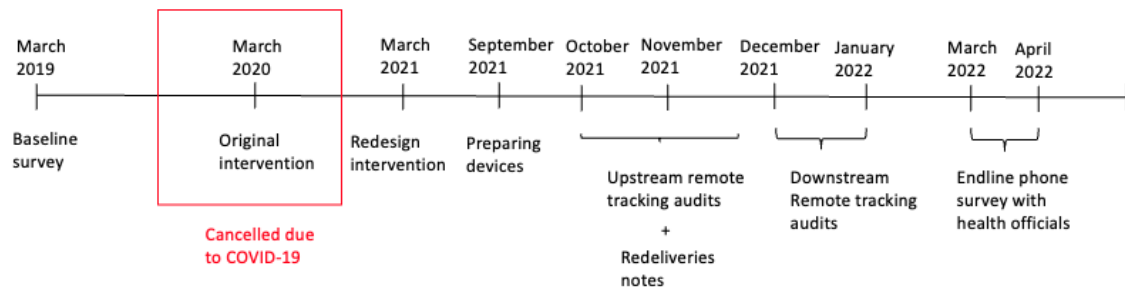 March
2019
March
2020
March
2021
September
2021
October
2021
November
2021
December
2021
January
2022
March
2022
April
2022
Baseline
survey
Original
intervention
Redesign
intervention
Preparing
devices
Upstream remote
tracking audits
+
Redeliveries
notes
Downstream
Remote tracking
audits
Endline phone
survey with
health officials
Cancelled due
to COVID-19